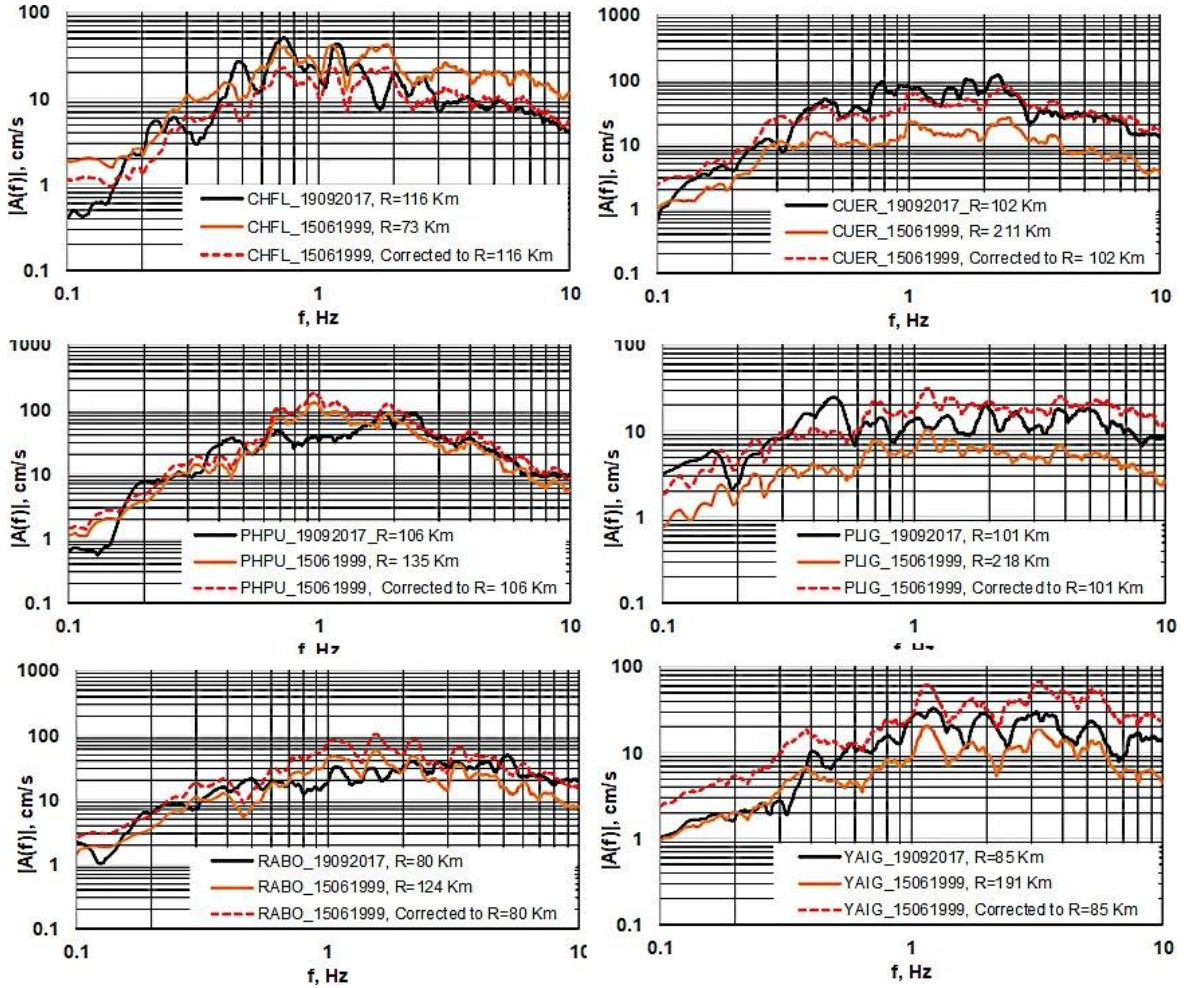 100
10
1
0.1
|A(f)|, cm/s
CHFL_19092017, R=116 Km
CHFL_15061999, R=73 Km
CHFL_15061999, Corrected to R=116 Km
0.1 1 10
f, Hz
1000
100
10
1
0.1
|A(f)|, cm/s
CUER_19092017_R=102 Km
CUER_15061999, R= 211 Km
CUER_15061999, Corrected to R= 102 Km
0.1 1 10
f, Hz
1000
100
10
1
0.1
|A(f)|, cm/s
PHPU_19092017_R=106 Km
PHPU_15061999, R= 135 Km
PHPU_15061999, Corrected to R= 106 Km
0.1 1 10
f, Hz
100
10
1
0.1
|A(f)|, cm/s
PLIG_19092017, R=101 Km
PLIG_15061999, R=218 Km
PLIG_15061999, Corrected to R=101 Km
0.1 1 10
f, Hz
1000
100
10
1
0.1
|A(f)|, cm/s
RABO_19092017, R=80 Km
RABO_15061999, R=124 Km
RABO_15061999, Corrected to R=80 Km
0.1 1 10
f, Hz
100
10
1
0.1
|A(f)|, cm/s
YAIG_19092017, R=85 Km
YAIG_15061999, R=191 Km
YAIG_15061999, Corrected to R=85 Km
0.1 1 10
f, Hz